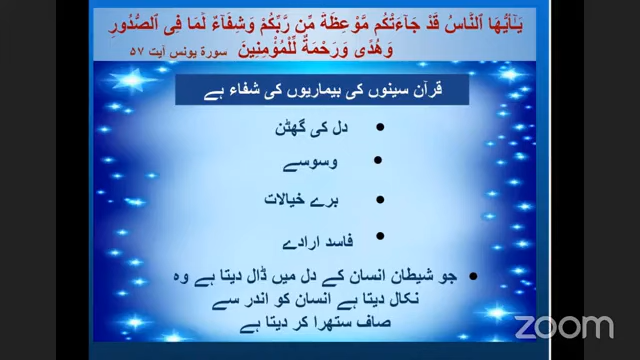 يَـٰٓأَيُّهَا ٱلنَّاسُ قَدْ جَآءَتْكُم مَّوْعِظَةٌ مِّن رَّبِّكُمْ وَشِفَآءٌ لِّمَا فِى ٱلصُّدُورِ
وَهُدًى وَرَحْمَةٌ لِّلْمُؤْمِنِينَ سورة یونس آیت ۵۷
قرآن سینوں کی بیماریوں کی شفاء ہے
• دل کی گھٹن
• وسوسے
• برے خیالات
• فاسد ارادے
• جو شیطان انسان کے دل میں ڈال دیتا ہے وہ
نکال دیتا ہے انسان کو اندر سے
صاف ستھرا کر دیتا ہے
zoom